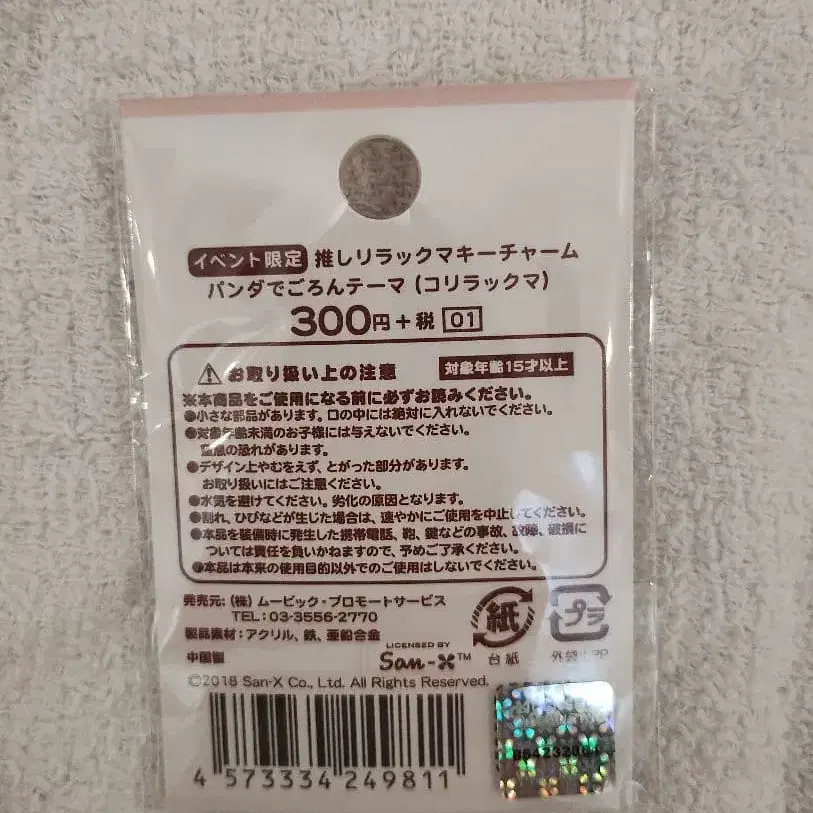 イベント限定 推しリラックマキーチャーム
パンダでごろんテーマ (コリラックマ)
300円+税 01
お取り扱い上の注意 対象年齢15才以上
※本商品をご使用になる前に必ずお読みください。
●小さな部品があります。口の中には絶対に入れないでください。
●対象年齢未満のお子様には与えないでください。
窒息の恐れがあります。
●デザイン上やむをえず、とがった部分があります。
お取り扱いにはご注意ください。
●水気を避けてください。劣化の原因となります。
●割れ、ひびなどが生じた場合は、速やかにご使用を中止してください。
●本品を装備時に発生した携帯電話、鞄、鍵などの事故、故障、破損に
ついては責任を負いかねますので、予めご了承ください。
●本品は本来の使用目的以外でのご使用はしないでください。
発売元:(株) ムービック・プロモートサービス
TEL:03-3556-2770
製品素材:アクリル、鉄、亜鉛合金
中国製
LICENSED BY
San-X™
紙
台紙
プラ
外袋:PP
©2018 San-X Co., Ltd. All Rights Reserved.
4 573334 249811